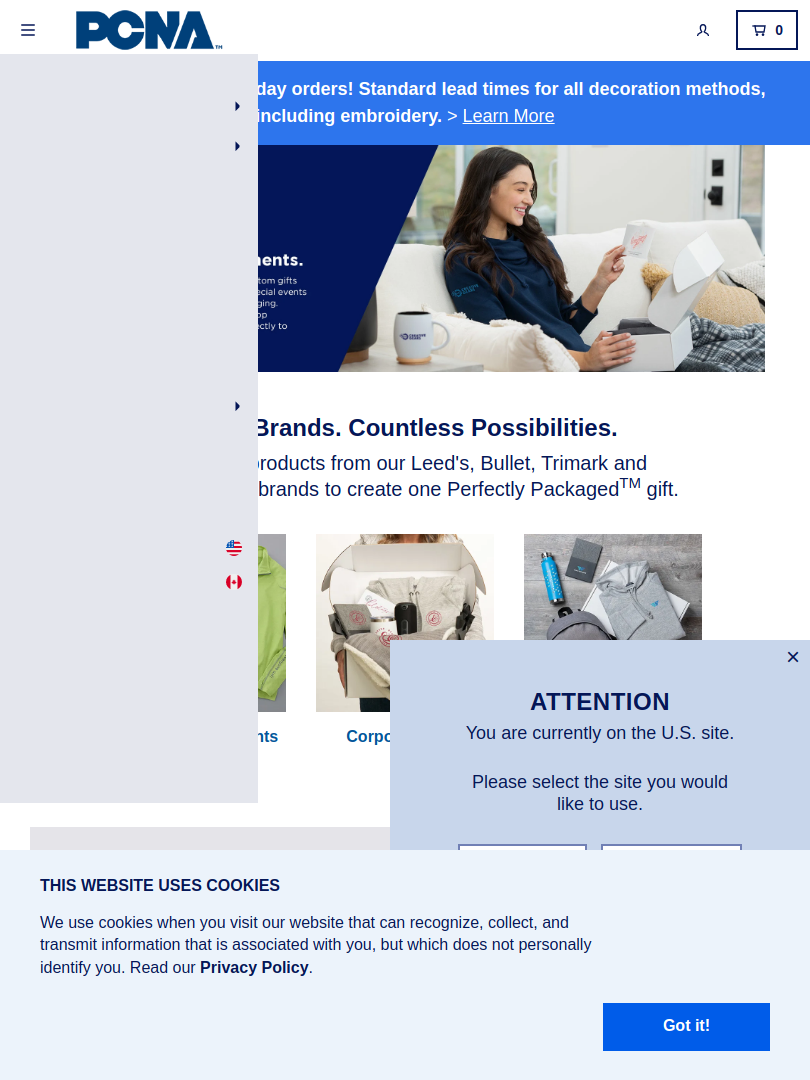 PCNA™
0
day orders! Standard lead times for all decoration methods,
including embroidery. > Learn More
ents.
tom gifts
ecial events
ging.
op
ectly to
Brands. Countless Possibilities.
products from our Leed's, Bullet, Trimark and
brands to create one Perfectly Packaged™ gift.
nts
Corpo
×
ATTENTION
You are currently on the U.S. site.
Please select the site you would
like to use.
THIS WEBSITE USES COOKIES
We use cookies when you visit our website that can recognize, collect, and
transmit information that is associated with you, but which does not personally
identify you. Read our Privacy Policy.
Got it!